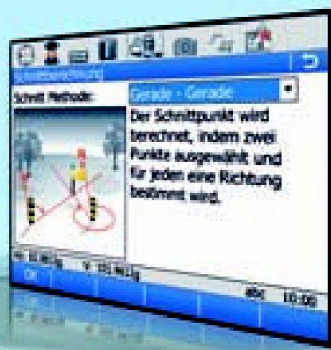 Schnittberechnung
Schnitt Methode:
Gerade - Gerade
Der Schnittpunkt wird
berechnet, indem zwei
Punkte ausgewählt und
für jeden eine Richtung
bestimmt wird.
abc 10:00
OK